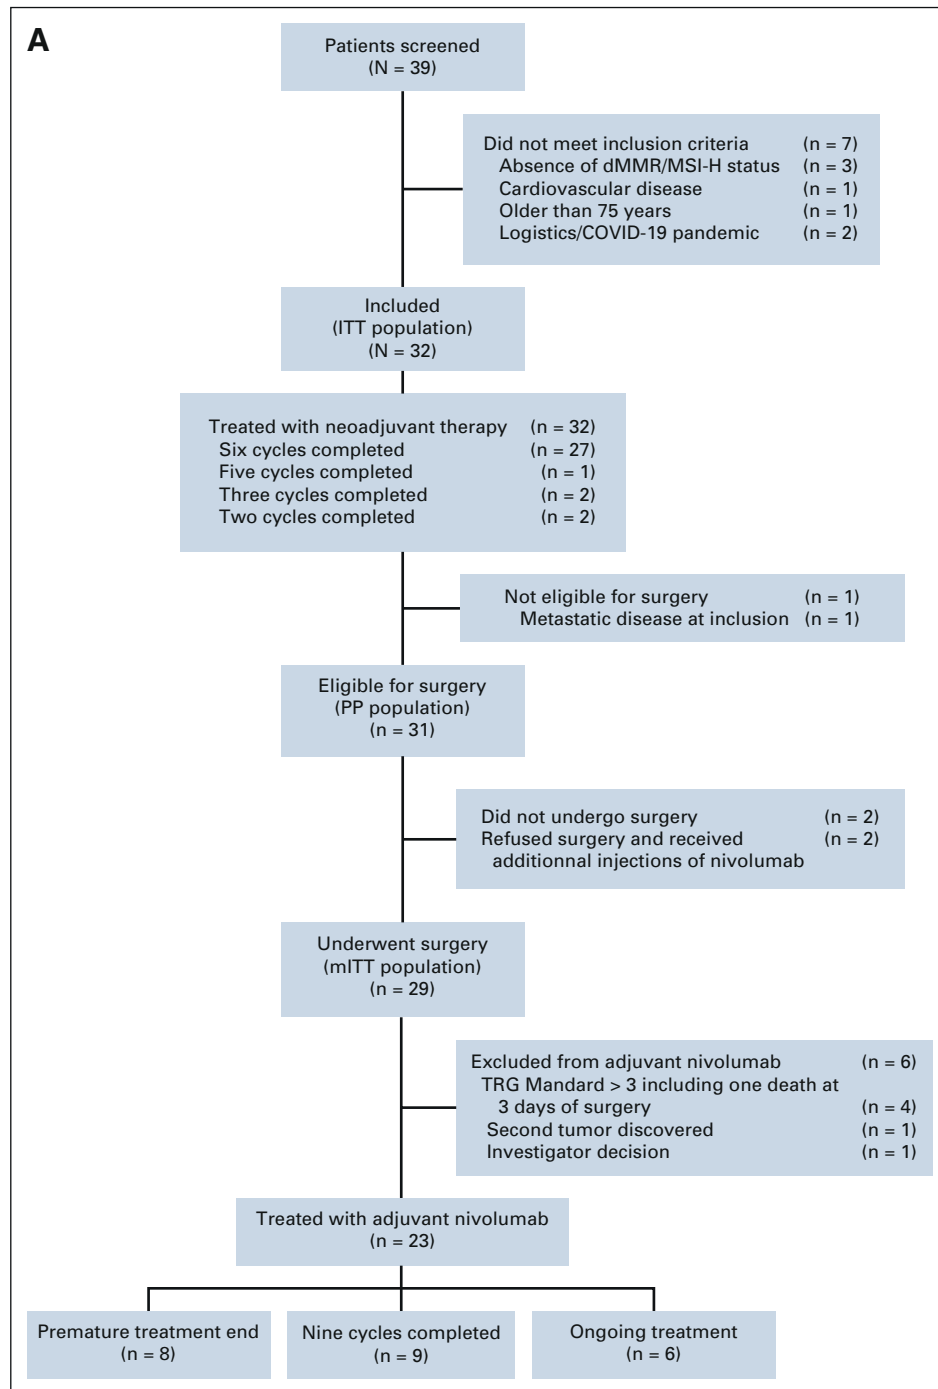 A
Patients screened
(N = 39)
Did not meet inclusion criteria (n = 7)
Absence of dMMR/MSI-H status (n = 3)
Cardiovascular disease (n = 1)
Older than 75 years (n = 1)
Logistics/COVID-19 pandemic (n = 2)
Included
(ITT population)
(N = 32)
Treated with neoadjuvant therapy (n = 32)
Six cycles completed (n = 27)
Five cycles completed (n = 1)
Three cycles completed (n = 2)
Two cycles completed (n = 2)
Not eligible for surgery (n = 1)
Metastatic disease at inclusion (n = 1)
Eligible for surgery
(PP population)
n = 31)
Did not undergo surgery (n = 2)
Refused surgery and received (n = 2)
additionnal injections of nivolumab
Underwent surgery
(mITT population)
(n = 29)
Excluded from adjuvant nivolumab (n = 6)
TRG Mandard > 3 including one death at
3 days of surgery (n = 4)
Second tumor discovered (n = 1)
Investigator decision (n = 1)
Treated with adjuvant nivolumab
(n = 23)
Premature treatment end
(n = 8)
Nine cycles completed
(n = 9)
Ongoing treatment
(n = 6)